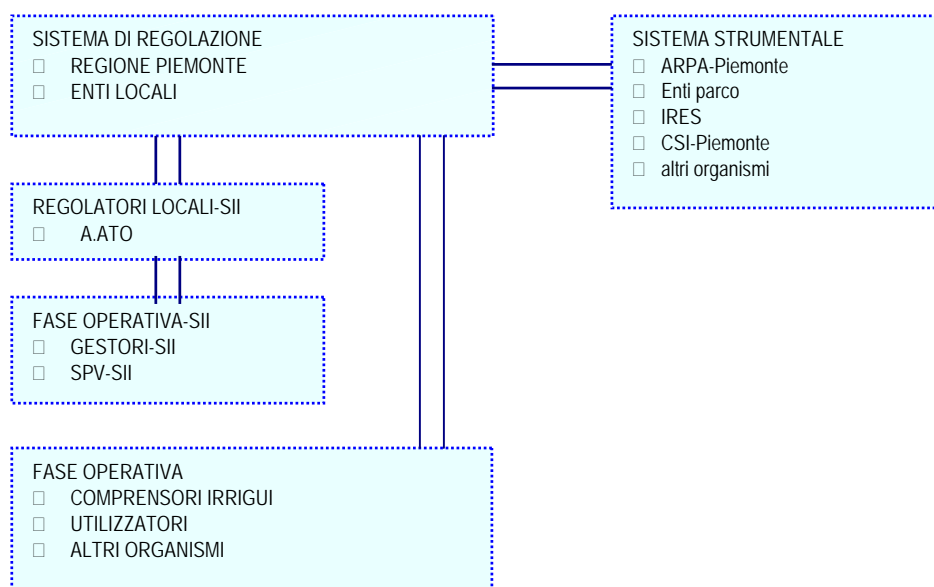 SISTEMA DI REGOLAZIONE
□ REGIONE PIEMONTE
□ ENTI LOCALI
SISTEMA STRUMENTALE
□ ARPA-Piemonte
□ Enti parco
□ IRES
□ CSI-Piemonte
□ altri organismi
REGOLATORI LOCALI-SII
□ A.ATO
FASE OPERATIVA-SII
□ GESTORI-SII
□ SPV-SII
FASE OPERATIVA
□ COMPRENSORI IRRIGUI
□ UTILIZZATORI
□ ALTRI ORGANISMI